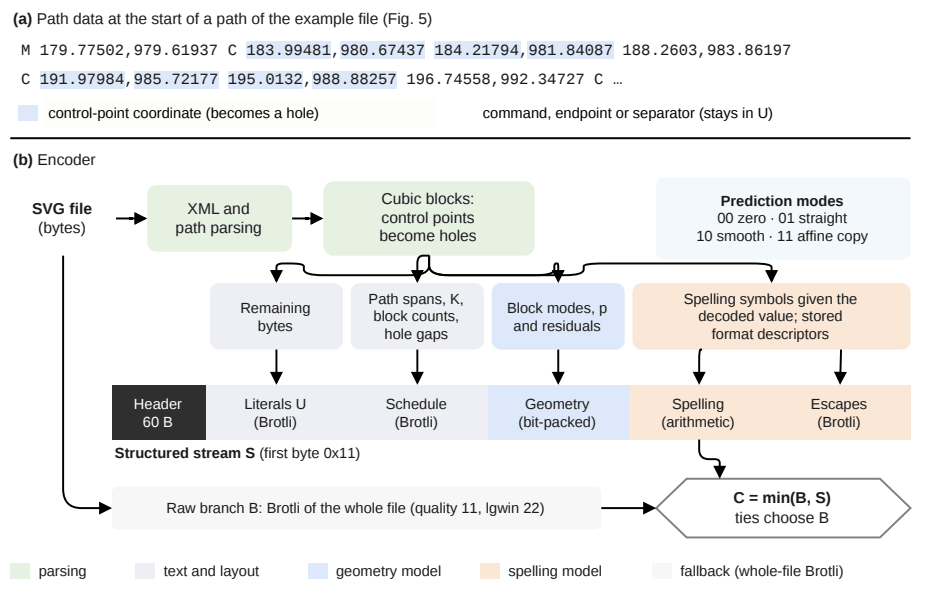 (a) Path data at the start of a path of the example file (Fig. 5)
M 179.77502,979.61937 C 183.99481,980.67437 184.21794,981.84087 188.2603,983.86197
C 191.97984,985.72177 195.0132,988.88257 196.74558,992.34727 C …
control-point coordinate (becomes a hole)
command, endpoint or separator (stays in U)
(b) Encoder
SVG file
(bytes)
XML and
path parsing
Cubic blocks:
control points
become holes
Prediction modes
00 zero · 01 straight
10 smooth · 11 affine copy
Remaining
bytes
Path spans, K,
block counts,
hole gaps
Block modes, p
and residuals
Spelling symbols given the
decoded value; stored
format descriptors
Header
60 B
Literals U
(Brotli)
Schedule
(Brotli)
Geometry
(bit-packed)
Spelling
(arithmetic)
Escapes
(Brotli)
Structured stream S (first byte 0x11)
Raw branch B: Brotli of the whole file (quality 11, lgwin 22)
C = min(B, S)
ties choose B
parsing
text and layout
geometry model
spelling model
fallback (whole-file Brotli)